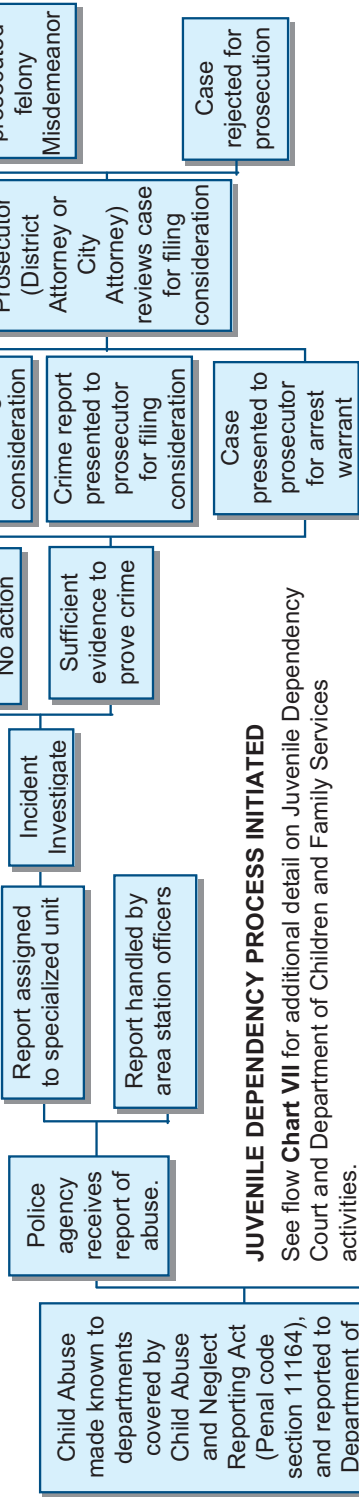 Child Abuse
made known to
departments
covered by
Child Abuse
and Neglect
Reporting Act
(Penal code
section 11164),
and reported to
Department of
Police
agency
receives
report of
abuse.
Report assigned
to specialized unit
Report handled by
area station officers
Incident
Investigate
No action
Sufficient
evidence to
prove crime
consideration
Crime report
presented to
prosecutor
for filing
consideration
Case
presented to
prosecutor
for arrest
warrant
Prosecutor
(District
Attorney or
City
Attorney)
reviews case
for filing
consideration
prosecuted
felony
Misdemeanor
Case
rejected for
prosecution
JUVENILE DEPENDENCY PROCESS INITIATED
See flow Chart VII for additional detail on Juvenile Dependency
Court and Department of Children and Family Services
activities.